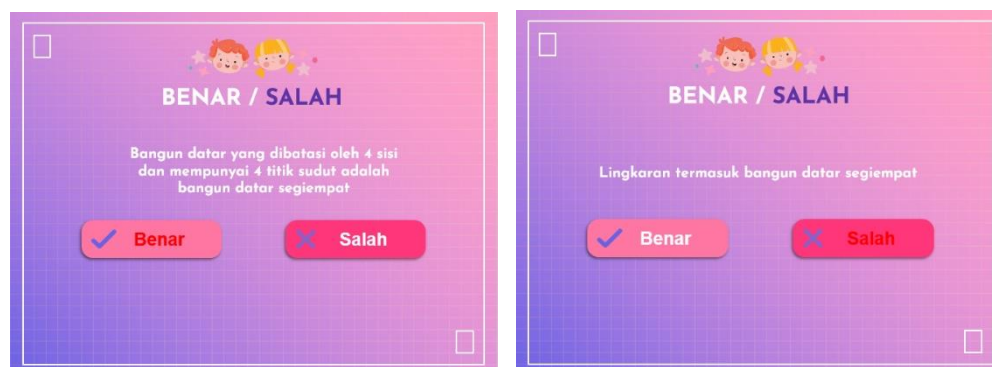 BENAR / SALAH
Bangun datar yang dibatasi oleh 4 sisi
dan mempunyai 4 titik sudut adalah
bangun datar segiempat
Benar
Salah
BENAR / SALAH
Lingkaran termasuk bangun datar segiempat
Benar
Salah